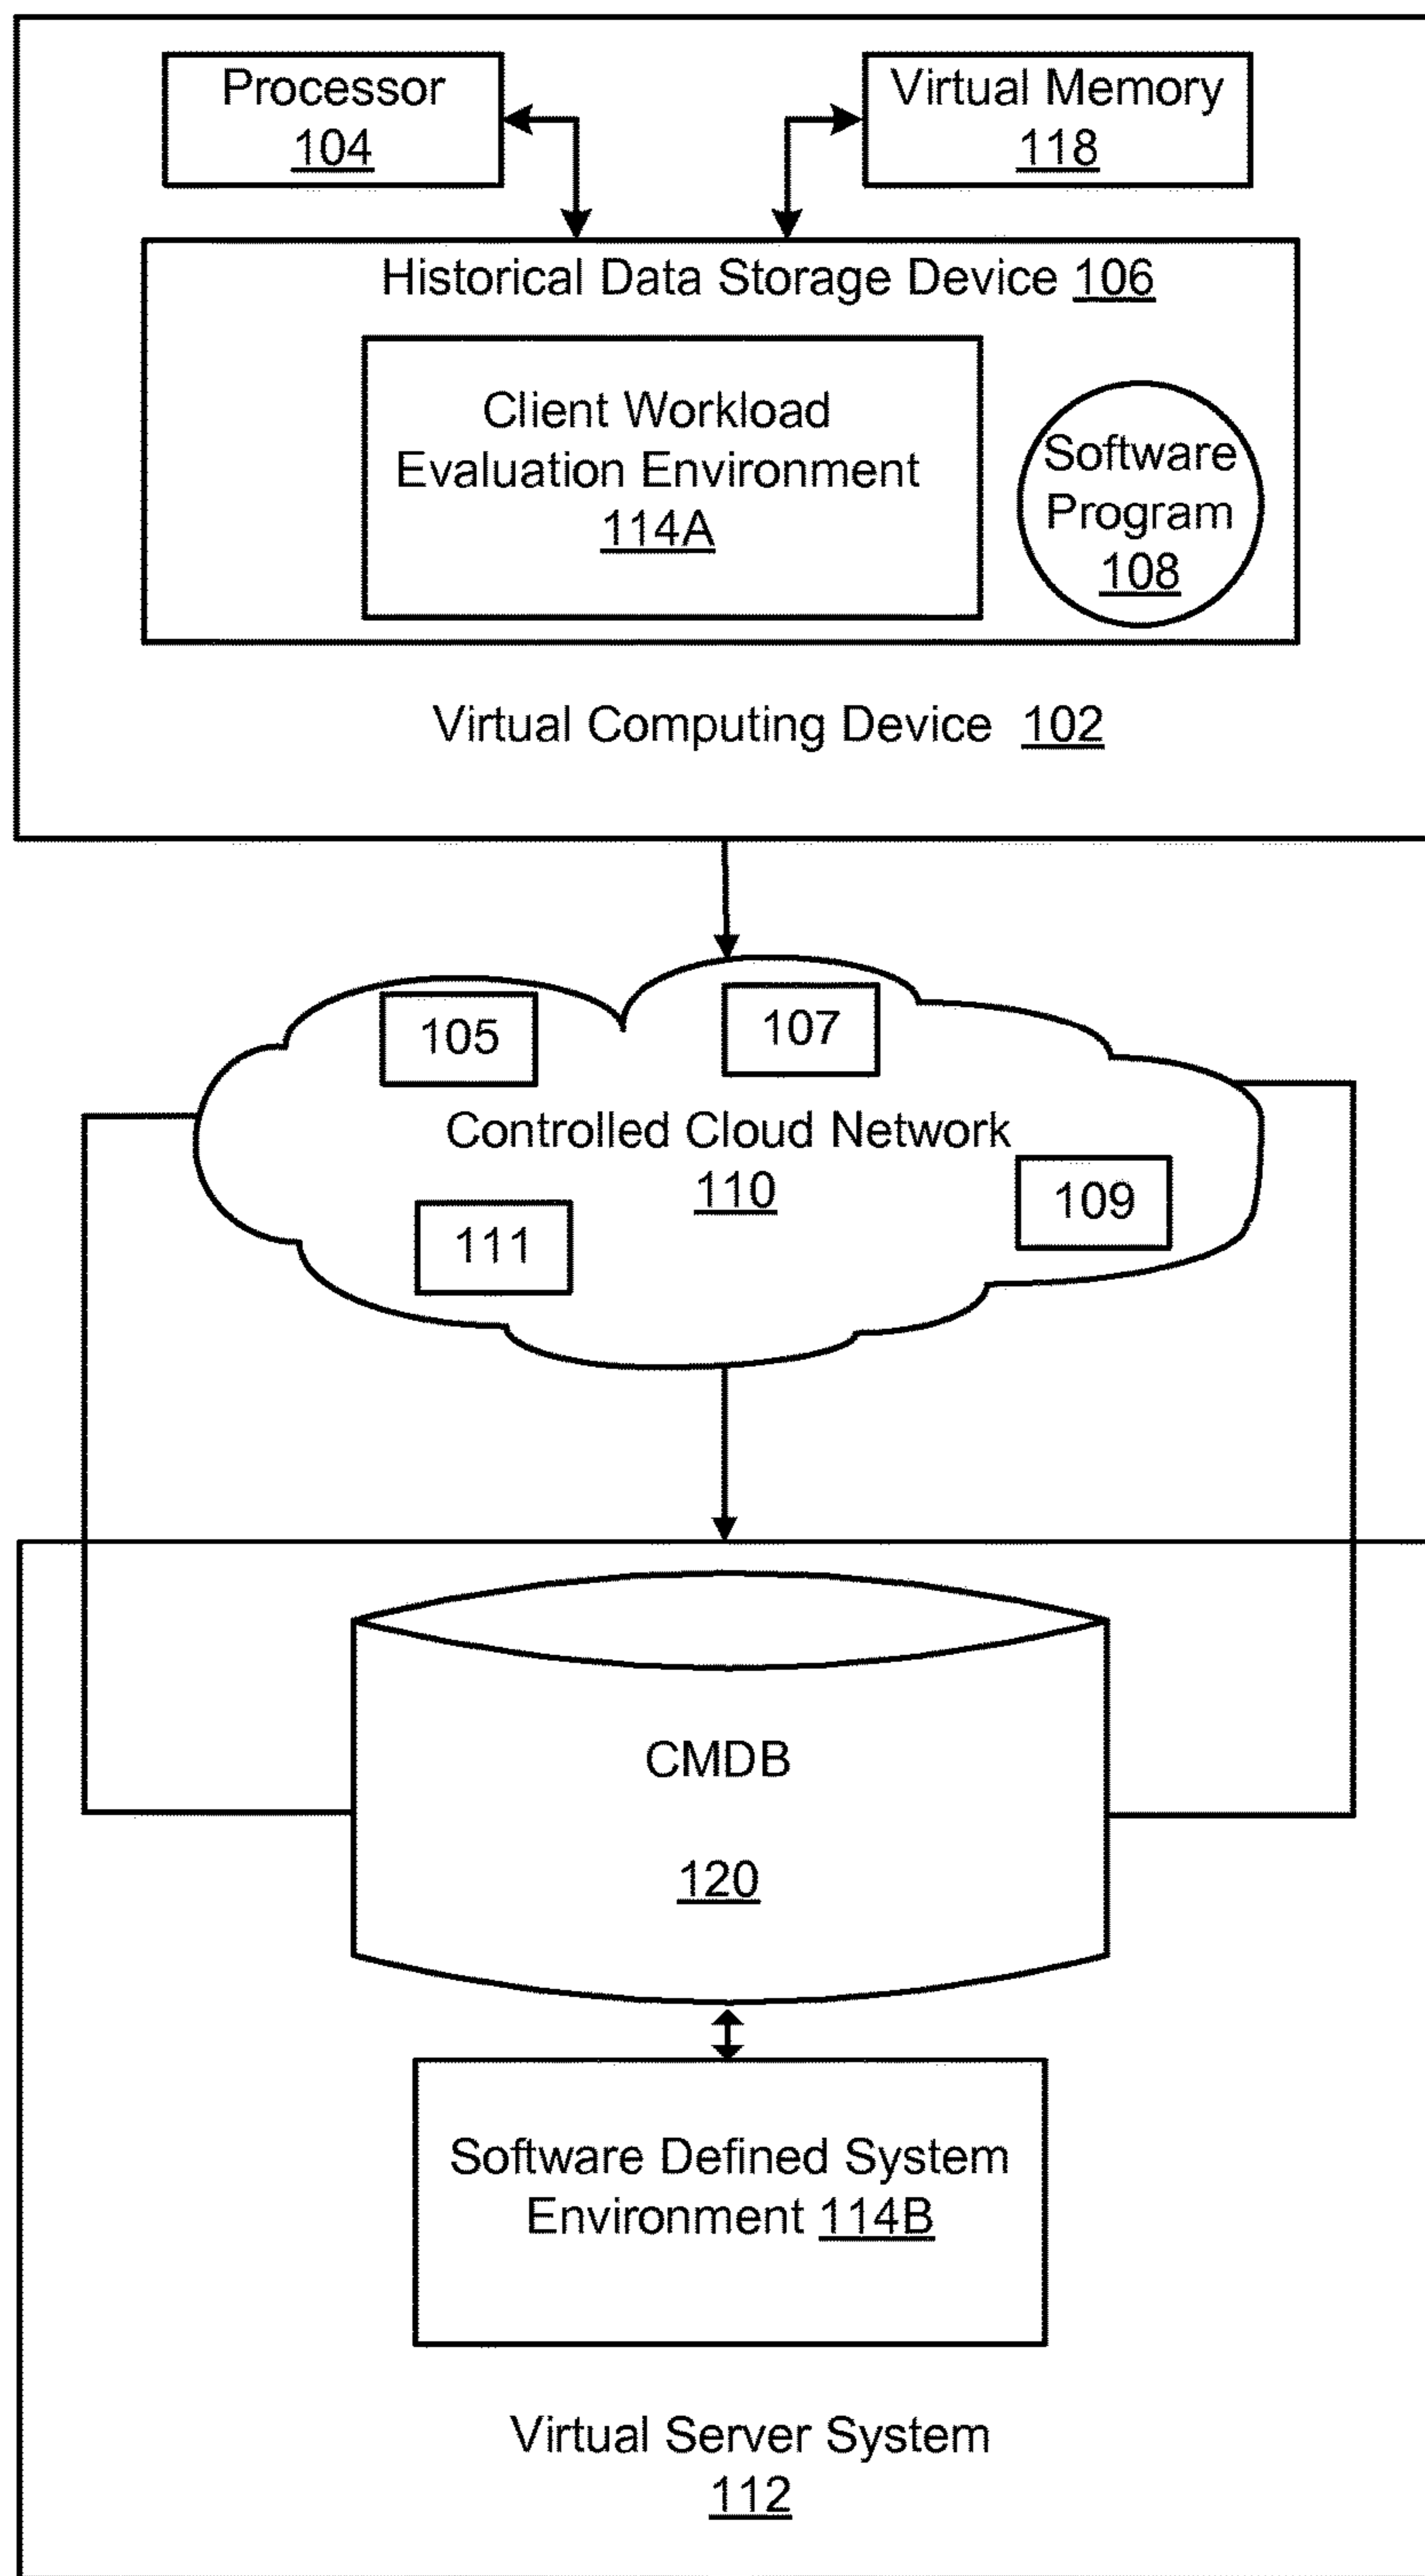 Processor
104
Virtual Memory
118
Historical Data Storage Device 106
Client Workload
Evaluation Environment
114A
Software
Program
108
Virtual Computing Device 102
105
107
Controlled Cloud Network
110
109
111
CMDB
120
Software Defined System
Environment 114B
Virtual Server System
112